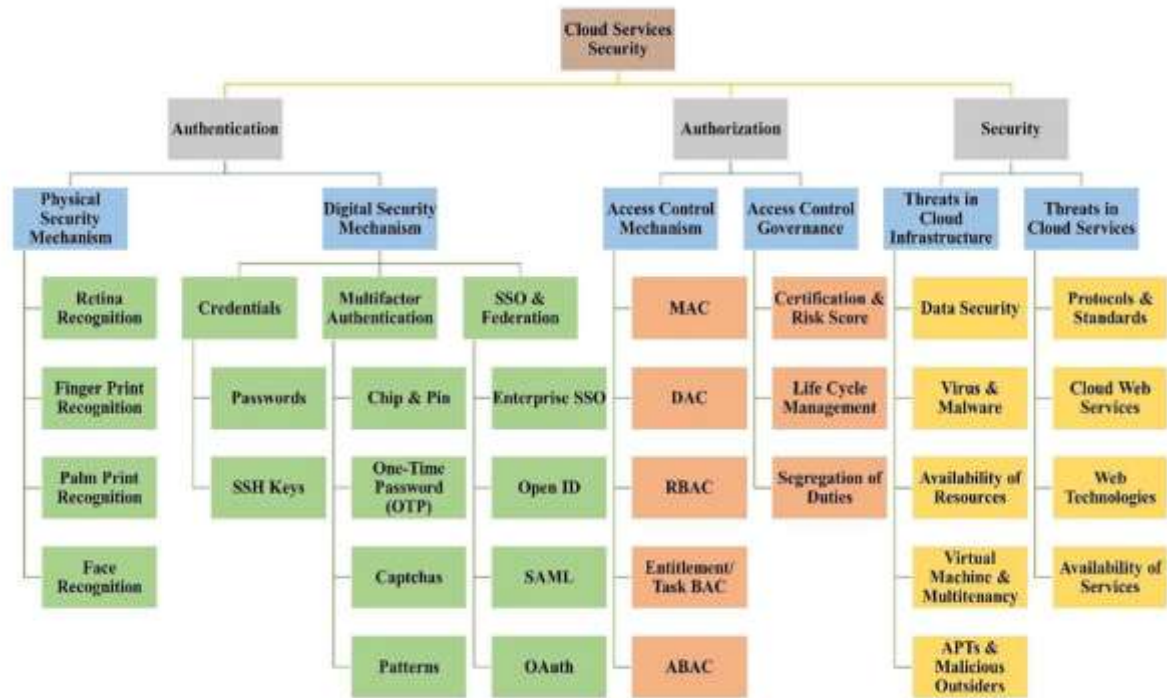 Cloud Services
Security
Authentication
Authorization
Security
Physical
Security
Mechanism
Digital Security
Mechanism
Access Control
Mechanism
Access Control
Governance
Threats in
Cloud
Infrastructure
Threats in
Cloud Services
Retina
Recognition
Credentials
Multifactor
Authentication
SSO &
Federation
MAC
Certification &
Risk Score
Data Security
Protocols &
Standards
Finger Print
Recognition
Passwords
Chip & Pin
Enterprise SSO
DAC
Life Cycle
Management
Virus &
Malware
Cloud Web
Services
Palm Print
Recognition
SSH Keys
One-Time
Password
(OTP)
Open ID
RBAC
Segregation of
Duties
Availability of
Resources
Web
Technologies
Face
Recognition
Captchas
SAML
Entitlement/
Task BAC
Virtual
Machine &
Multitenancy
Availability of
Services
Patterns
OAuth
ABAC
APTs &
Malicious
Outsiders